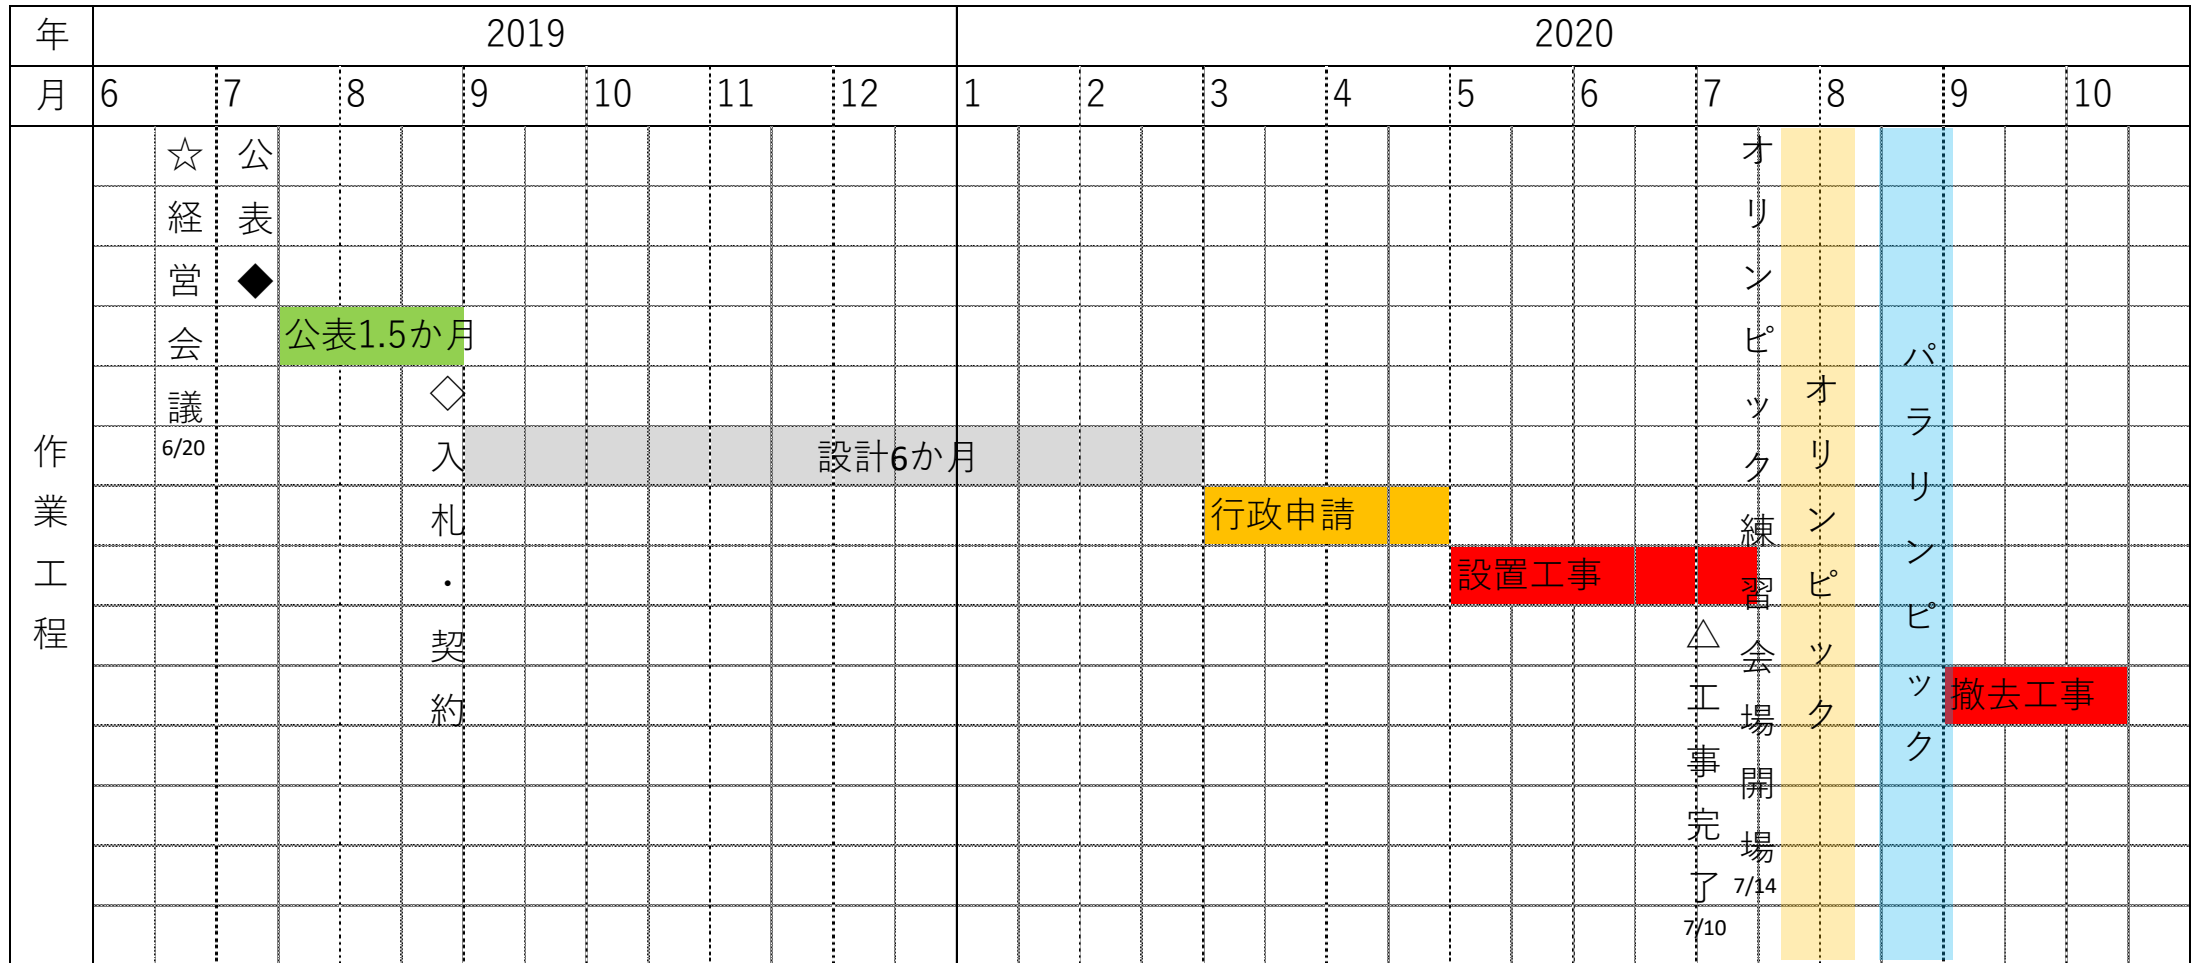 年
2019
2020
月
6
7
8
9
10
11
12
1
2
3
4
5
6
7
8
9
10
作業工程
☆経営会議
6/20
公表◆
公表1.5か月
◇入札・契約
設計6か月
行政申請
設置工事
△工事完了
7/10
オリンピック練習会場開場
7/14
オリンピック
パラリンピック
撤去工事